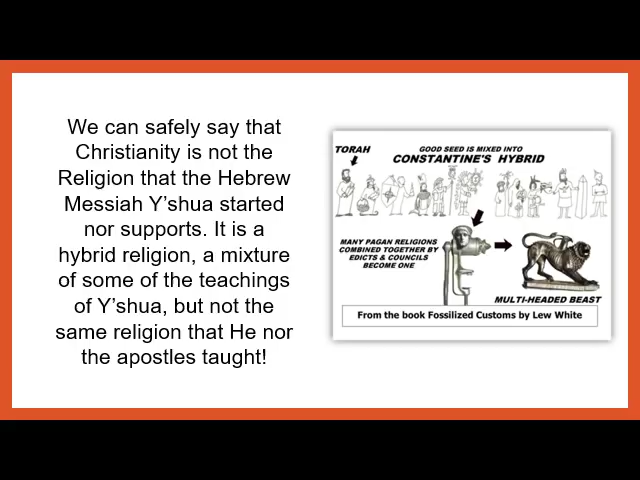 We can safely say that
Christianity is not the
Religion that the Hebrew
Messiah Y’shua started
nor supports. It is a
hybrid religion, a mixture
of some of the teachings
of Y’shua, but not the
same religion that He nor
the apostles taught!
TORAH
GOOD SEED IS MIXED INTO
CONSTANTINE'S HYBRID
MANY PAGAN RELIGIONS
COMBINED TOGETHER BY
EDICTS & COUNCILS
BECOME ONE
MULTI-HEADED BEAST
From the book Fossilized Customs by Lew White